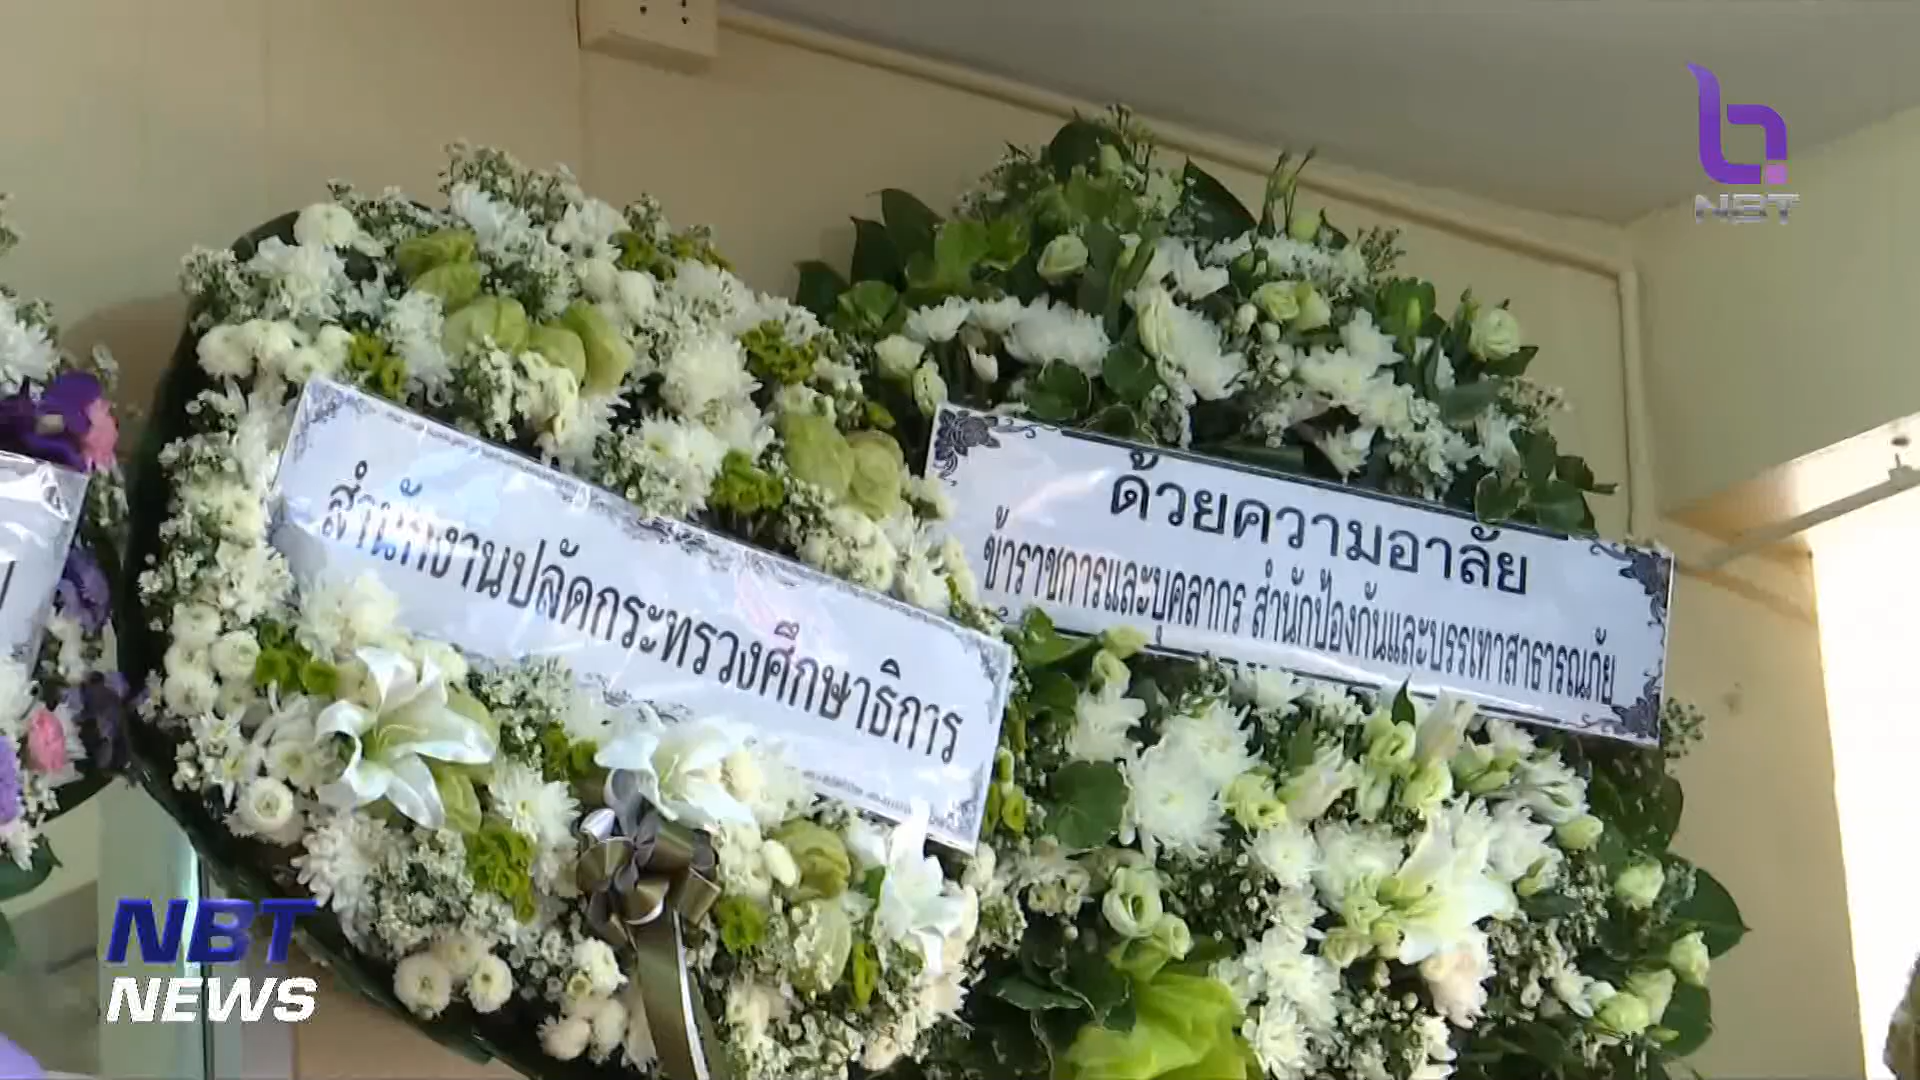 สำนักงานปลัดกระทรวงศึกษาธิการ
ด้วยความอาลัย
ข้าราชการและบุคลากร สำนักป้องกันและบรรเทาสาธารณภัย
NBT
NBT
NEWS